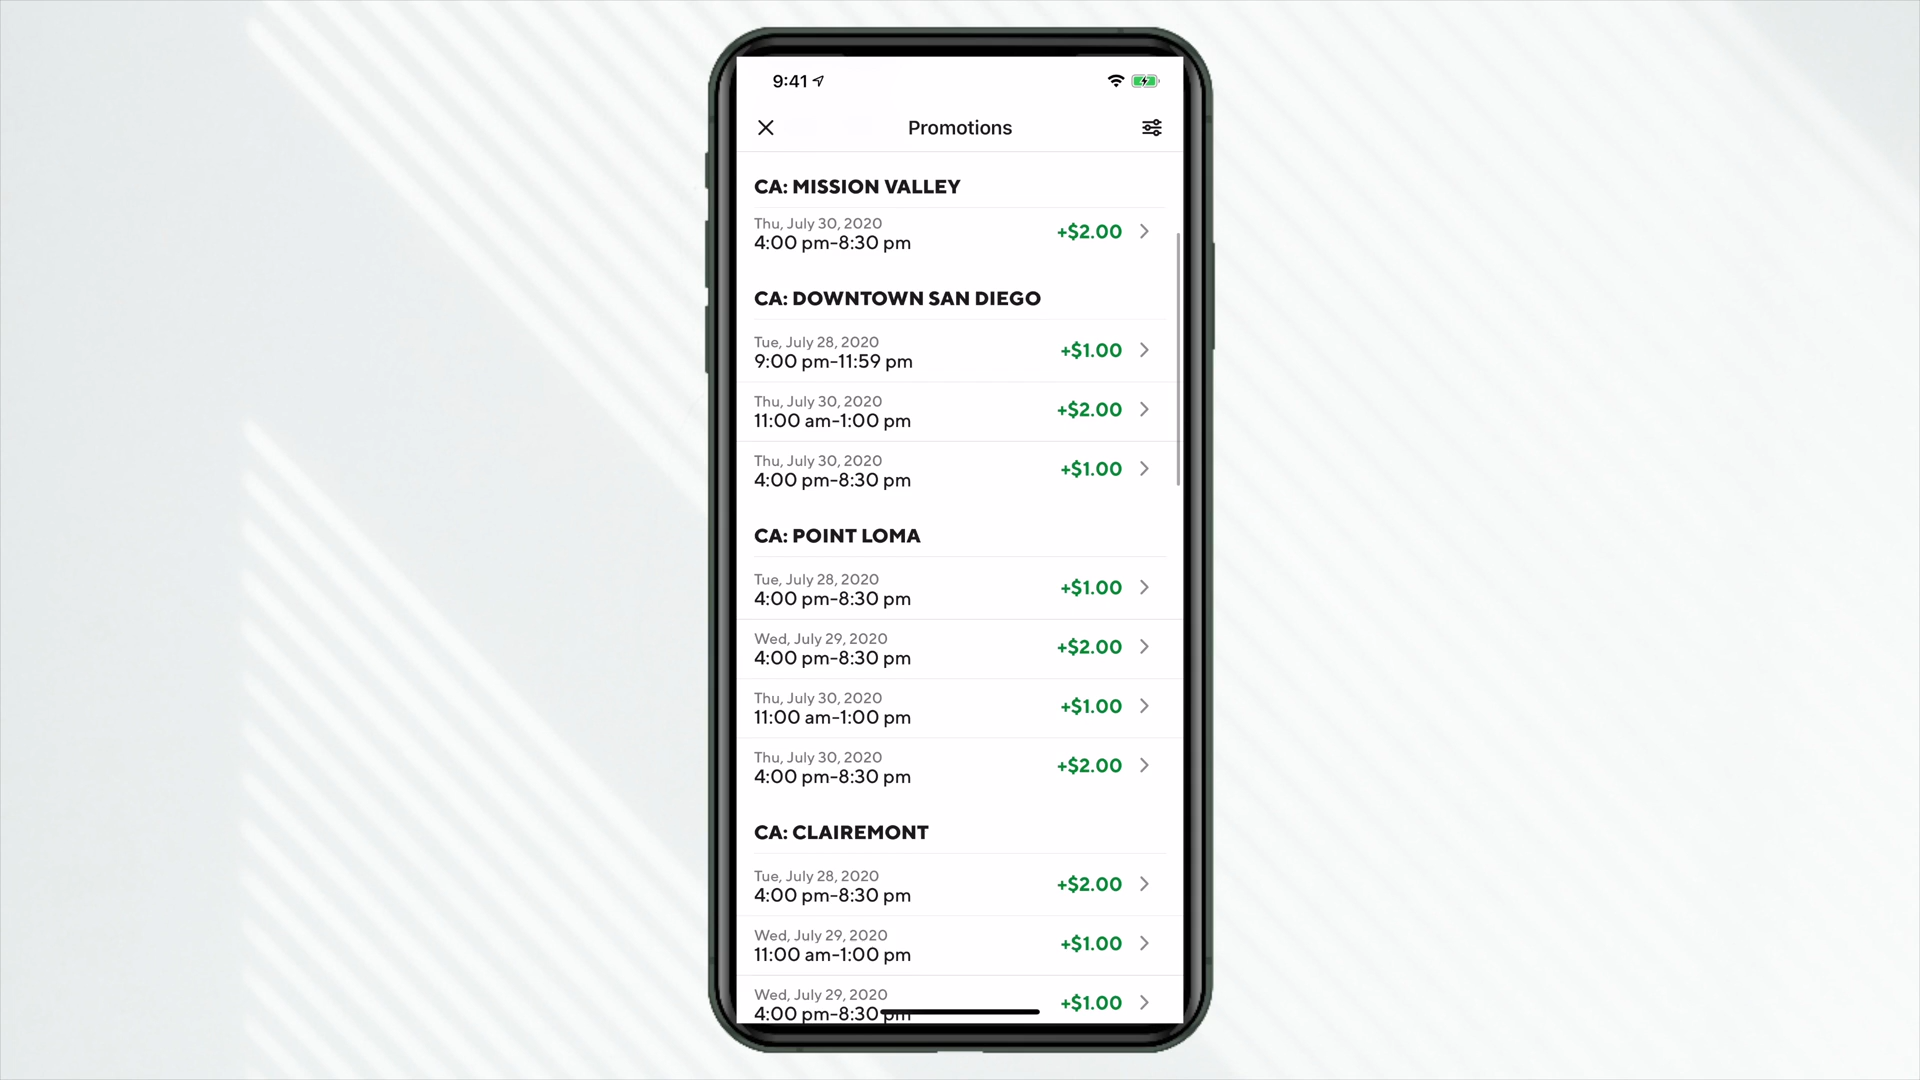 9:41
Promotions
CA: MISSION VALLEY
Thu, July 30, 2020
4:00 pm-8:30 pm
+$2.00
CA: DOWNTOWN SAN DIEGO
Tue, July 28, 2020
9:00 pm-11:59 pm
+$1.00
Thu, July 30, 2020
11:00 am-1:00 pm
+$2.00
Thu, July 30, 2020
4:00 pm-8:30 pm
+$1.00
CA: POINT LOMA
Tue, July 28, 2020
4:00 pm-8:30 pm
+$1.00
Wed, July 29, 2020
4:00 pm-8:30 pm
+$2.00
Thu, July 30, 2020
11:00 am-1:00 pm
+$1.00
Thu, July 30, 2020
4:00 pm-8:30 pm
+$2.00
CA: CLAIREMONT
Tue, July 28, 2020
4:00 pm-8:30 pm
+$2.00
Wed, July 29, 2020
11:00 am-1:00 pm
+$1.00
Wed, July 29, 2020
4:00 pm-8:30 pm
+$1.00